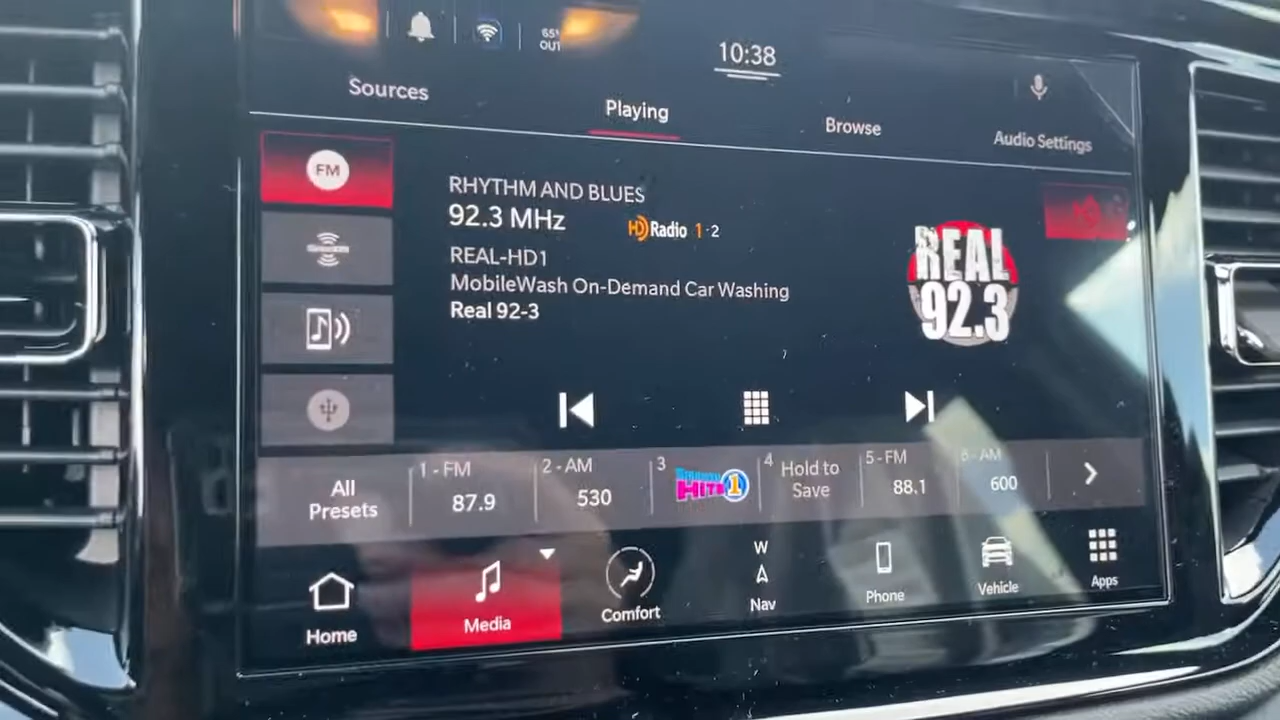 65°
OUT
10:38
Sources
Playing
Browse
Audio Settings
FM
RHYTHM AND BLUES
92.3 MHz
HD Radio 1·2
REAL-HD1
MobileWash On-Demand Car Washing
Real 92-3
REAL
92.3
SIRIUSXM
All
Presets
1 - FM
87.9
2 - AM
530
3
HITS 1
4
Hold to
Save
5 - FM
88.1
6 - AM
600
Home
Media
Comfort
W
Nav
Phone
Vehicle
Apps